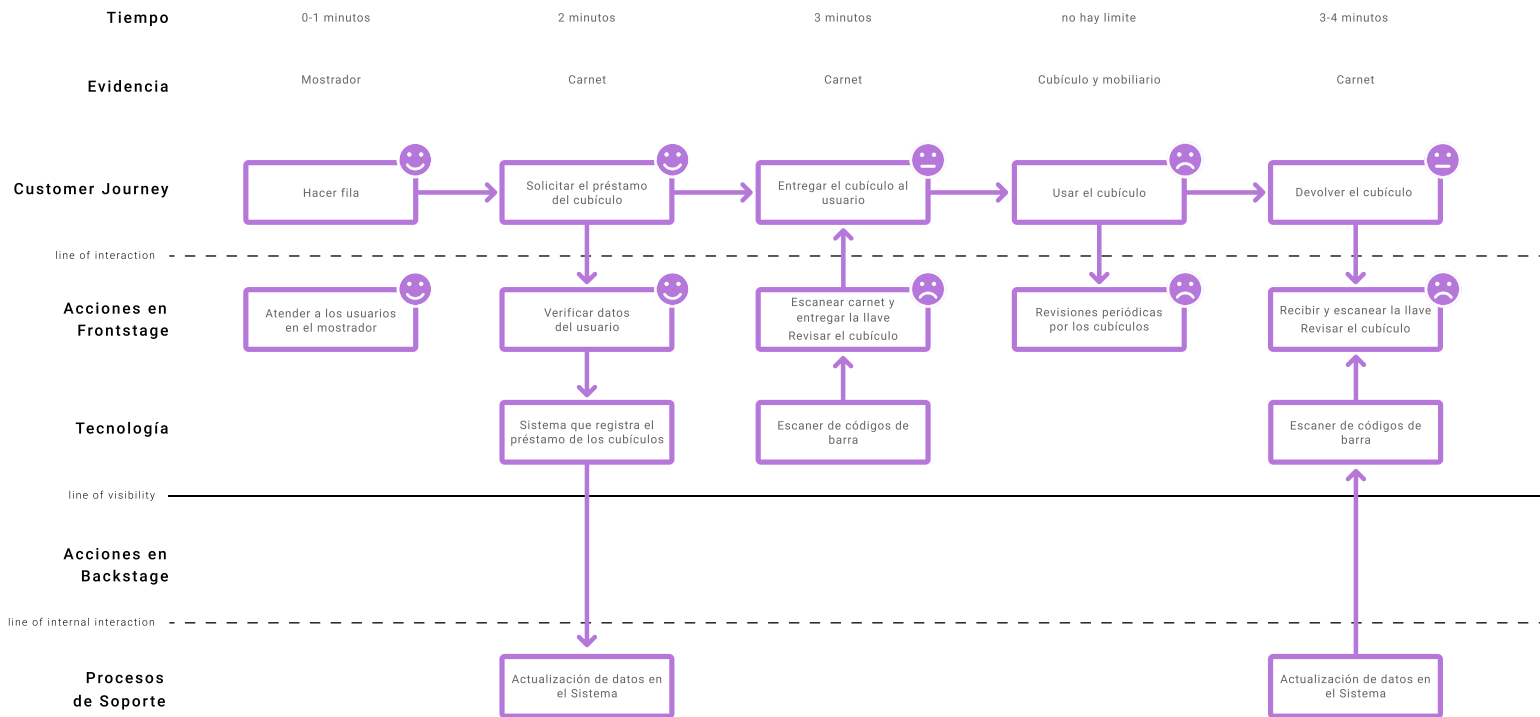 Tiempo
0-1 minutos
2 minutos
3 minutos
no hay limite
3-4 minutos
Evidencia
Mostrador
Carnet
Carnet
Cubículo y mobiliario
Carnet
Customer Journey
Hacer fila
Solicitar el préstamo
del cubículo
Entregar el cubículo al
usuario
Usar el cubículo
Devolver el cubículo
line of interaction
Acciones en
Frontstage
Atender a los usuarios
en el mostrador
Verificar datos
del usuario
Escanear carnet y
entregar la llave
Revisar el cubículo
Revisiones periódicas
por los cubículos
Recibir y escanear la llave
Revisar el cubículo
Tecnología
Sistema que registra el
préstamo de los cubículos
Escaner de códigos de
barra
Escaner de códigos de
barra
line of visibility
Acciones en
Backstage
line of internal interaction
Procesos
de Soporte
Actualización de datos en
el Sistema
Actualización de datos en
el Sistema